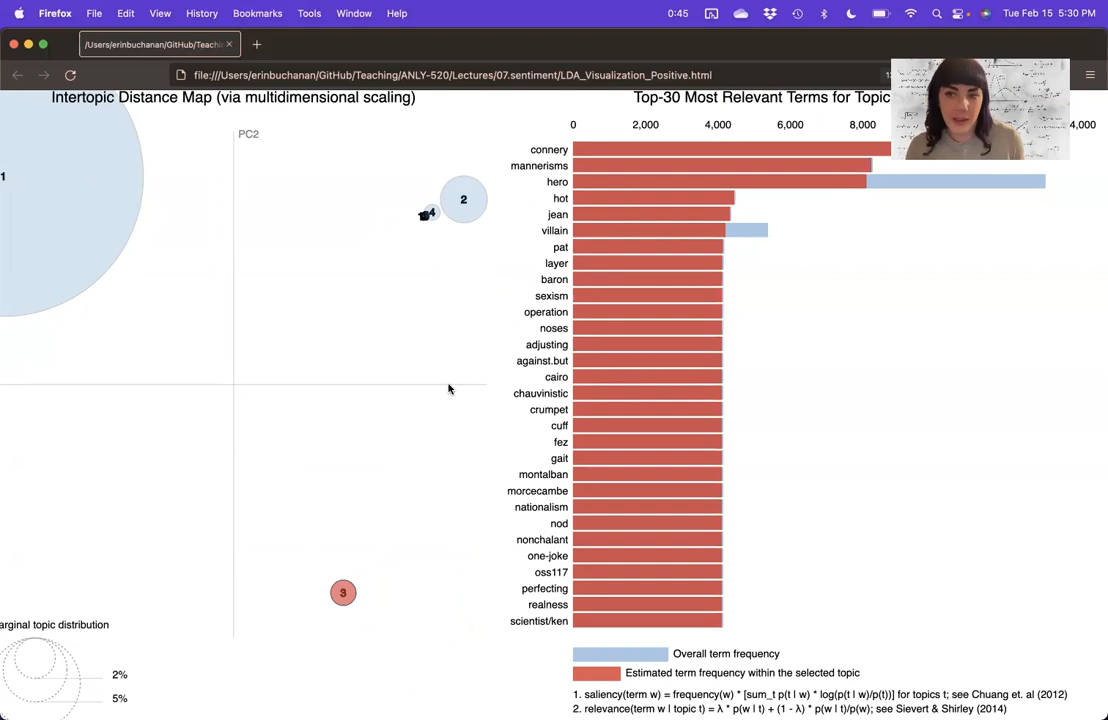 Firefox File Edit View History Bookmarks Tools Window Help 0:45 Tue Feb 15 5:30 PM
/Users/erinbuchanan/GitHub/Teachi
file:///Users/erinbuchanan/GitHub/Teaching/ANLY-520/Lectures/07.sentiment/LDA_Visualization_Positive.html
Intertopic Distance Map (via multidimensional scaling)
PC2
1
2
4
3
arginal topic distribution
2%
5%
Top-30 Most Relevant Terms for Topic
0 2,000 4,000 6,000 8,000 4,000
connery
mannerisms
hero
hot
jean
villain
pat
layer
baron
sexism
operation
noses
adjusting
against.but
cairo
chauvinistic
crumpet
cuff
fez
gait
montalban
morcecambe
nationalism
nod
nonchalant
one-joke
oss117
perfecting
realness
scientist/ken
Overall term frequency
Estimated term frequency within the selected topic
1. saliency(term w) = frequency(w) * [sum_t p(t | w) * log(p(t | w)/p(t))] for topics t; see Chuang et. al (2012)
2. relevance(term w | topic t) = λ * p(w | t) + (1 - λ) * p(w | t)/p(w); see Sievert & Shirley (2014)